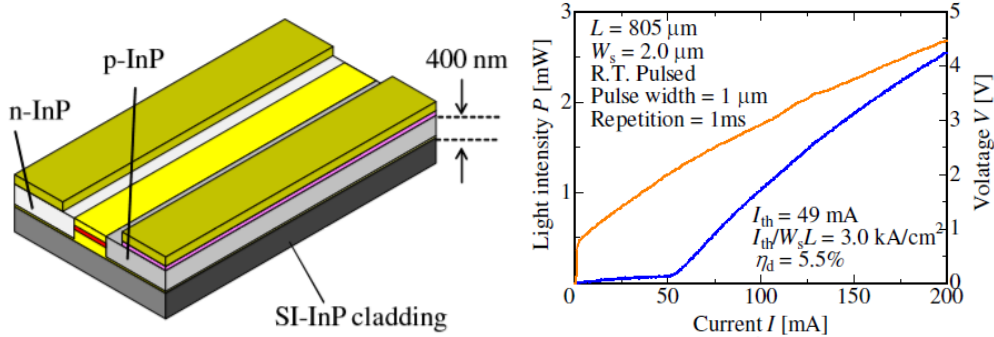 p-InP
n-InP
400 nm
SI-InP cladding
Light intensity P [mW]
3
2
1
L = 805 μm
Ws = 2.0 μm
R.T. Pulsed
Pulse width = 1 μm
Repetition = 1ms
Ith = 49 mA
Ith/WsL = 3.0 kA/cm²
ηd = 5.5%
5
4
3
2
1
0
Voltatage V [V]
0 50 100 150 200
Current I [mA]